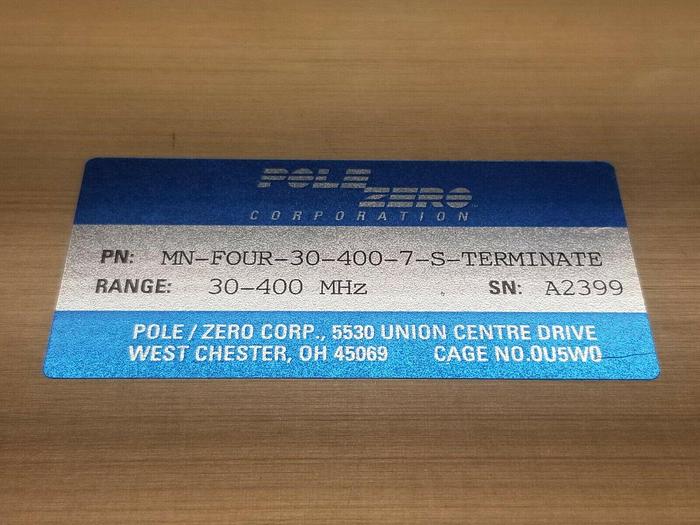 POLE
ZERO™
CORPORATION
PN: MN-FOUR-30-400-7-S-TERMINATE
RANGE: 30-400 MHz SN: A2399
POLE / ZERO CORP., 5530 UNION CENTRE DRIVE
WEST CHESTER, OH 45069 CAGE NO.0U5W0